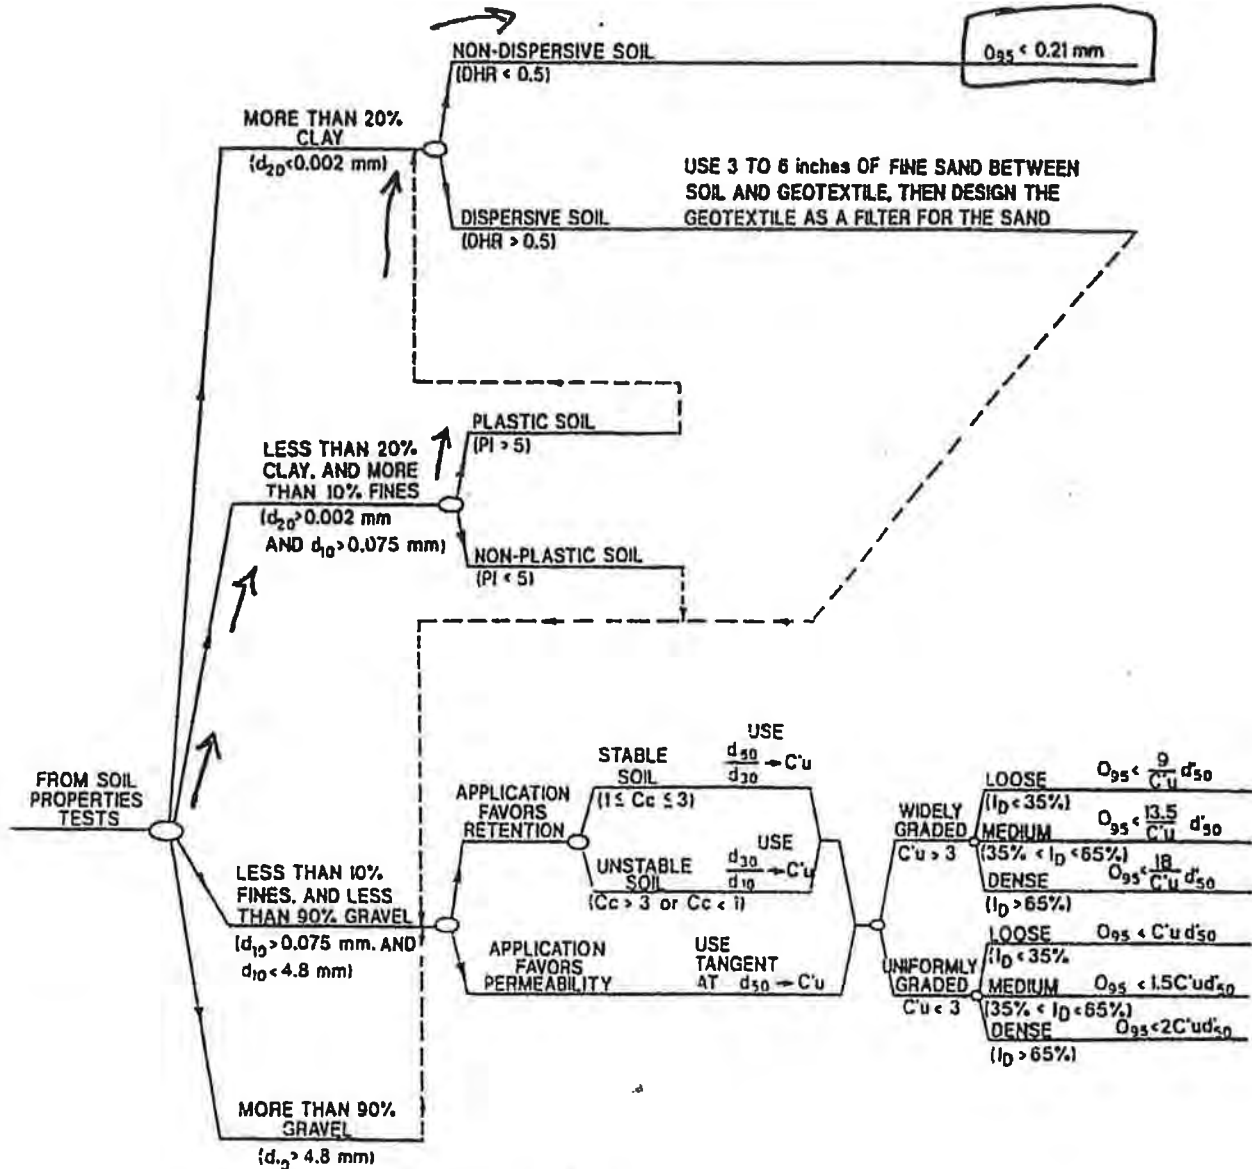 NON-DISPERSIVE SOIL
(DHR < 0.5)
O95 < 0.21 mm
MORE THAN 20%
CLAY
(d20<0.002 mm)
USE 3 TO 6 inches OF FINE SAND BETWEEN
SOIL AND GEOTEXTILE, THEN DESIGN THE
GEOTEXTILE AS A FILTER FOR THE SAND
DISPERSIVE SOIL
(DHR > 0.5)
PLASTIC SOIL
(PI > 5)
LESS THAN 20%
CLAY, AND MORE
THAN 10% FINES
(d20>0.002 mm
AND d10>0.075 mm)
NON-PLASTIC SOIL
(PI < 5)
FROM SOIL
PROPERTIES
TESTS
LESS THAN 10%
FINES, AND LESS
THAN 90% GRAVEL
(d10>0.075 mm. AND
d10<4.8 mm)
APPLICATION
FAVORS
RETENTION
STABLE
SOIL
(1 ≤ Cc ≤ 3)
USE
d50
d30 → C'u
UNSTABLE
SOIL
(Cc > 3 or Cc < 1)
USE
d30
d10 → C'u
APPLICATION
FAVORS
PERMEABILITY
USE
TANGENT
AT d50 → C'u
WIDELY
GRADED
C'u > 3
LOOSE
O95 < 9/C'u d'50
(ID < 35%)
MEDIUM
O95 < 13.5/C'u d'50
(35% < ID < 65%)
DENSE
O95 < 18/C'u d'50
(ID > 65%)
UNIFORMLY
GRADED
C'u < 3
LOOSE
O95 < C'u d'50
(ID < 35%
MEDIUM
O95 < 1.5C'ud'50
(35% < ID < 65%)
DENSE
O95<2C'ud'50
(ID > 65%)
MORE THAN 90%
GRAVEL
> 4.8 mm)